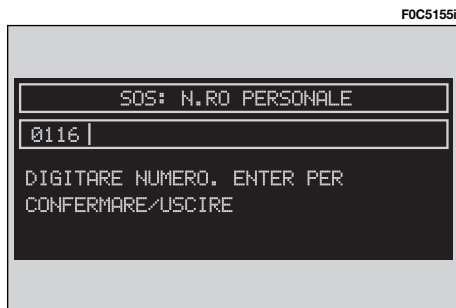 F0C5155i
SOS: N.RO PERSONALE
0116
DIGITARE NUMERO. ENTER PER
CONFERMARE/USCIRE